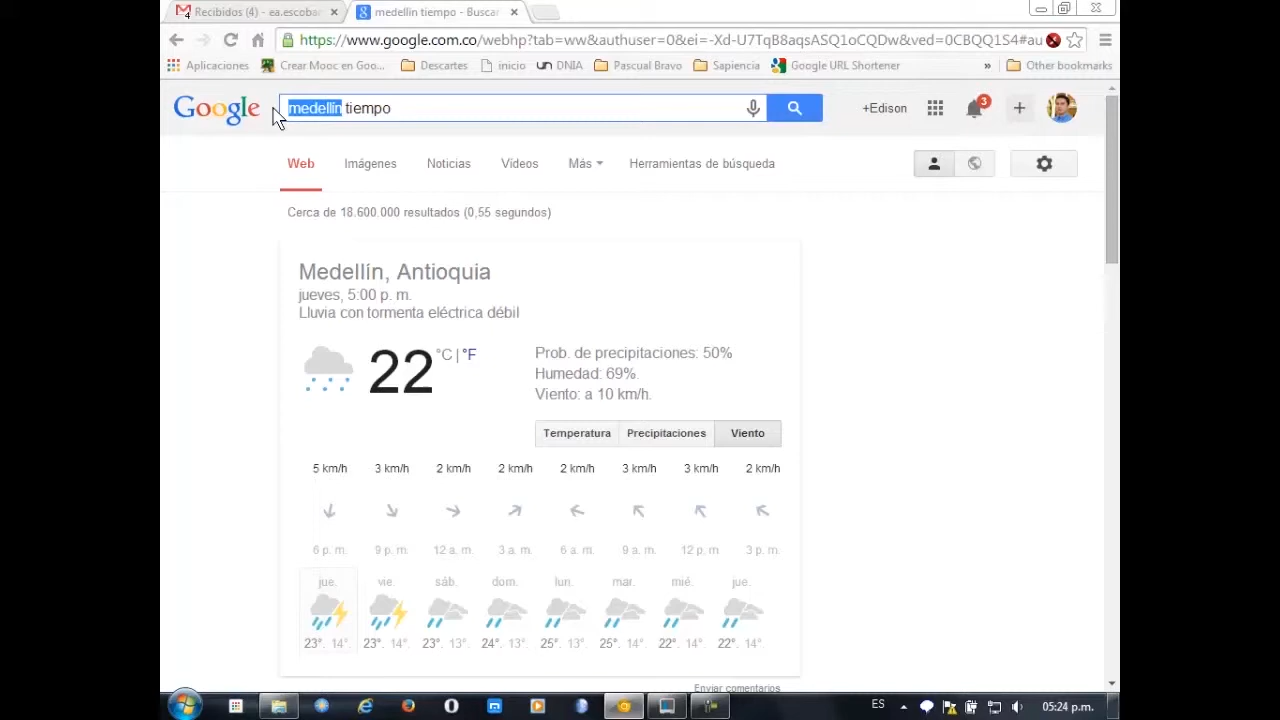 Recibidos (4) - ea.escobar
medellin tiempo - Buscar
https://www.google.com.co/webhp?tab=ww&authuser=0&ei=-Xd-U7TqB8aqsASQ1oCQDw&ved=0CBQQ1S4#au
Aplicaciones Crear Mooc en Goo... Descartes inicio DNIA Pascual Bravo Sapiencia Google URL Shortener » Other bookmarks
Google medellín tiempo +Edison 3
Web Imágenes Noticias Vídeos Más Herramientas de búsqueda
Cerca de 18.600.000 resultados (0,55 segundos)
Medellín, Antioquia
jueves, 5:00 p. m.
Lluvia con tormenta eléctrica débil
22 °C | °F
Prob. de precipitaciones: 50%
Humedad: 69%.
Viento: a 10 km/h.
Temperatura Precipitaciones Viento
5 km/h 3 km/h 2 km/h 2 km/h 2 km/h 3 km/h 3 km/h 2 km/h
6 p. m. 9 p. m. 12 a. m. 3 a. m. 6 a. m. 9 a. m. 12 p. m 3 p. m.
jue. vie. sáb. dom. lun. mar. mié. jue.
23°. 14°. 23°. 14°. 23°. 13°. 24°. 13°. 25°. 13°. 25°. 14°. 22°. 14°. 22°. 14°.
Enviar comentarios
ES 05:24 p.m.